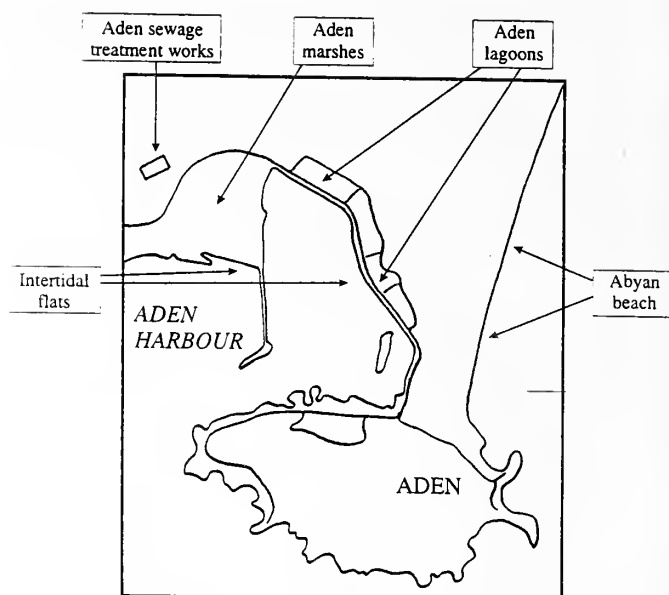 Aden sewage
treatment works
Aden
marshes
Aden
lagoons
Intertidal
flats
ADEN
HARBOUR
Abyan
beach
ADEN